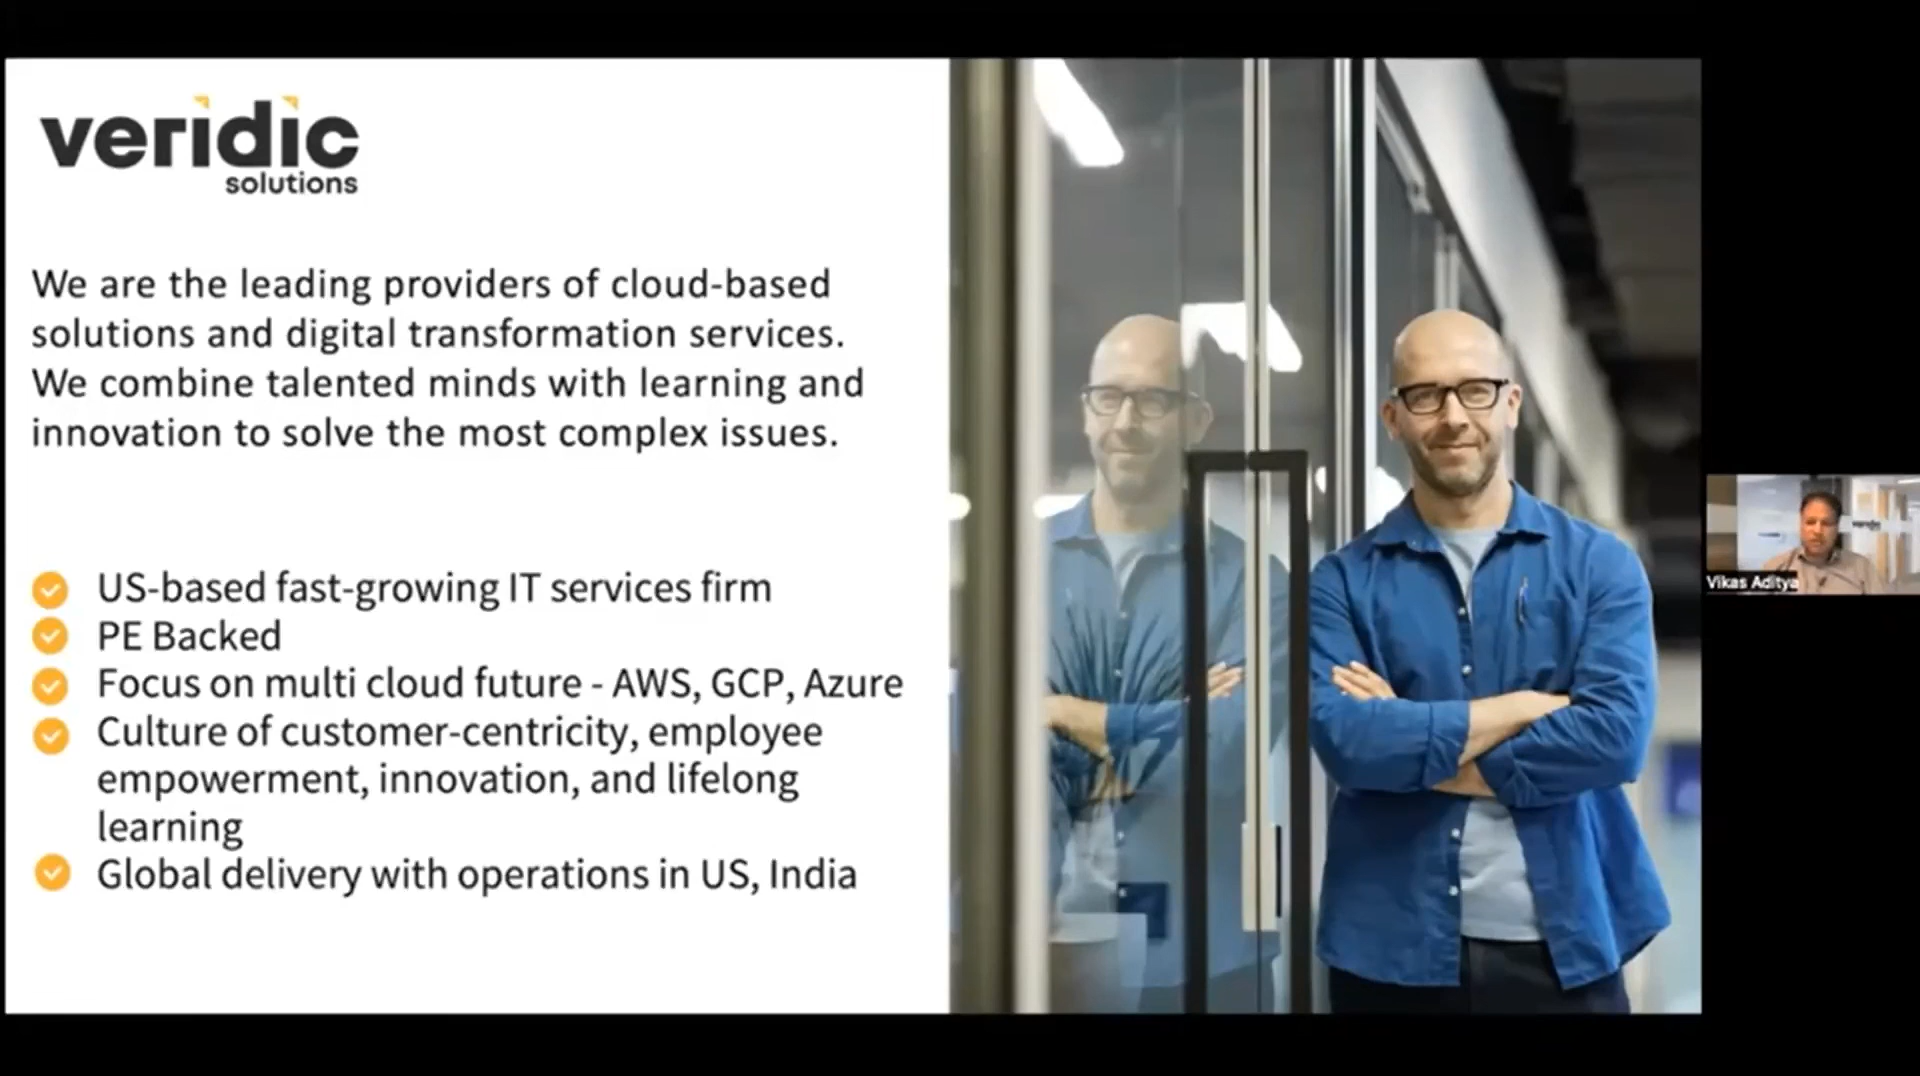 veridic
solutions
We are the leading providers of cloud-based
solutions and digital transformation services.
We combine talented minds with learning and
innovation to solve the most complex issues.
US-based fast-growing IT services firm
PE Backed
Focus on multi cloud future - AWS, GCP, Azure
Culture of customer-centricity, employee
empowerment, innovation, and lifelong
learning
Global delivery with operations in US, India
Vikas Aditya